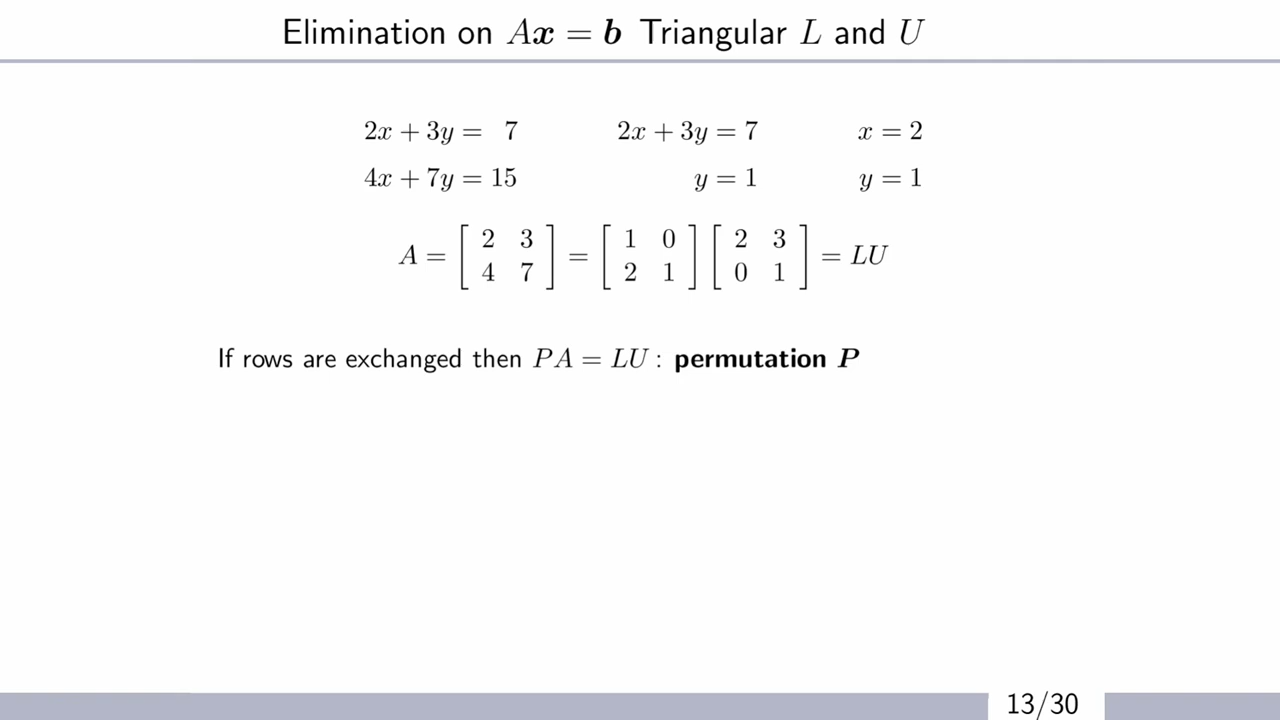 Elimination on Ax = b Triangular L and U
2x + 3y = 7 2x + 3y = 7 x = 2
4x + 7y = 15 y = 1 y = 1
A = [ 2 3 ; 4 7 ] = [ 1 0 ; 2 1 ] [ 2 3 ; 0 1 ] = LU
If rows are exchanged then PA = LU : permutation P
13/30